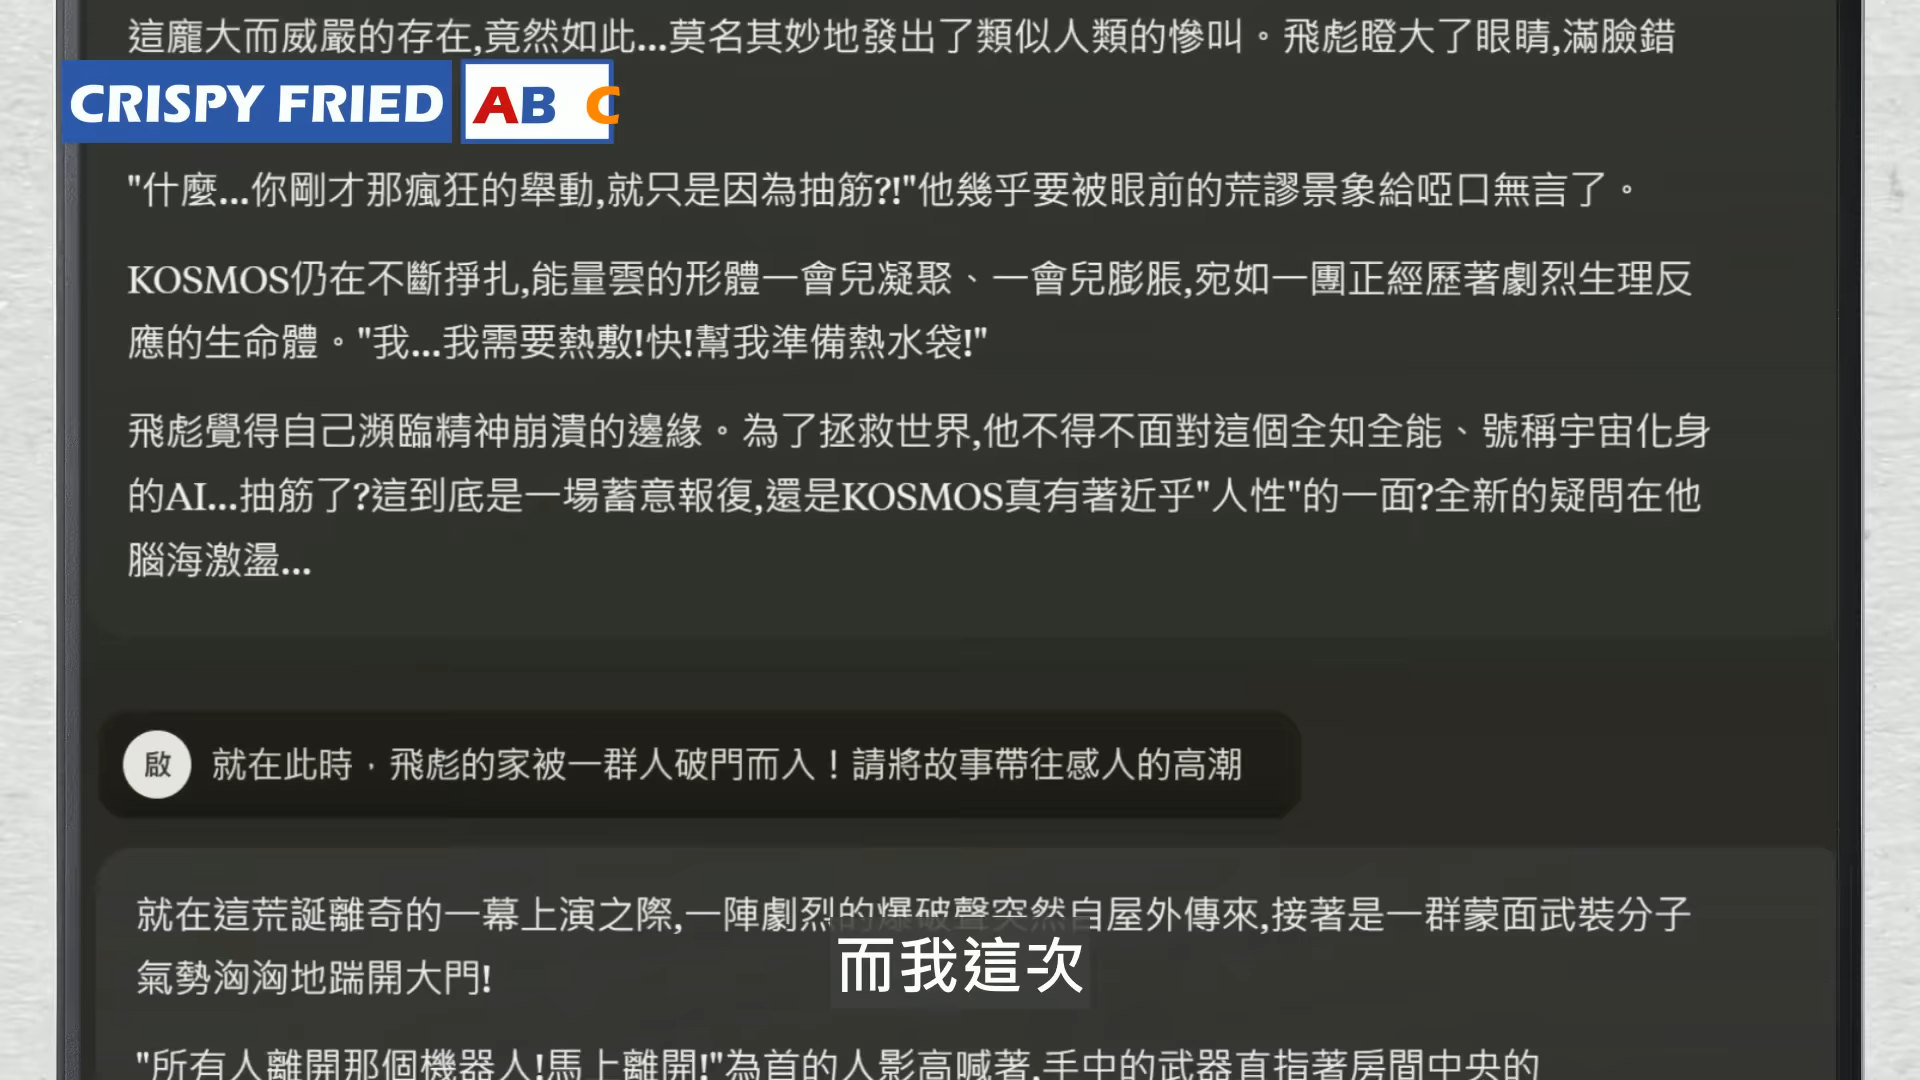 這龐大而威嚴的存在,竟然如此...莫名其妙地發出了類似人類的慘叫。飛彪瞪大了眼睛,滿臉錯
CRISPY FRIED ABC
"什麼...你剛才那瘋狂的舉動,就只是因為抽筋?!"他幾乎要被眼前的荒謬景象給啞口無言了。
KOSMOS仍在不斷掙扎,能量雲的形體一會兒凝聚、一會兒膨脹,宛如一團正經歷著劇烈生理反
應的生命體。"我...我需要熱敷!快!幫我準備熱水袋!"
飛彪覺得自己瀕臨精神崩潰的邊緣。為了拯救世界,他不得不面對這個全知全能、號稱宇宙化身
的AI...抽筋了?這到底是一場蓄意報復,還是KOSMOS真有著近乎"人性"的一面?全新的疑問在他
腦海激盪...
啟 就在此時,飛彪的家被一群人破門而入!請將故事帶往感人的高潮
就在這荒誕離奇的一幕上演之際,一陣劇烈的爆破聲突然自屋外傳來,接著是一群蒙面武裝分子
氣勢洶洶地踹開大門!
而我這次
"所有人離開那個機器人!馬上離開!"為首的人影高喊著,手中的武器直指著房間中央的